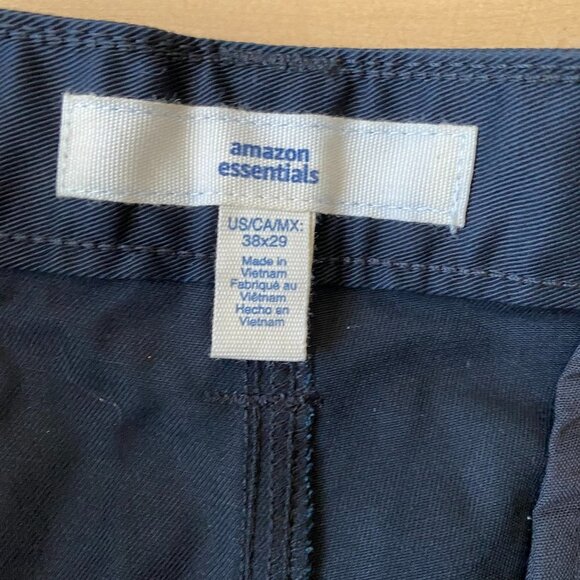 amazon
essentials
US/CA/MX:
38x29
Made in
Vietnam
Fabriqué au
Viêtnam
Hecho en
Vietnam